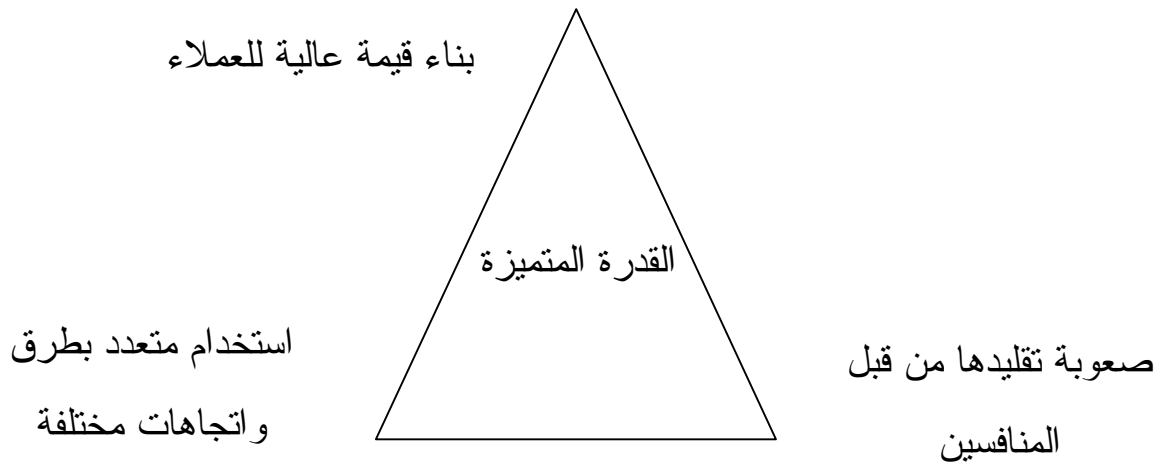 بناء قيمة عالية للعملاء
القدرة المتميزة
صعوبة تقليدها من قبل
المنافسين
استخدام متعدد بطرق
واتجاهات مختلفة